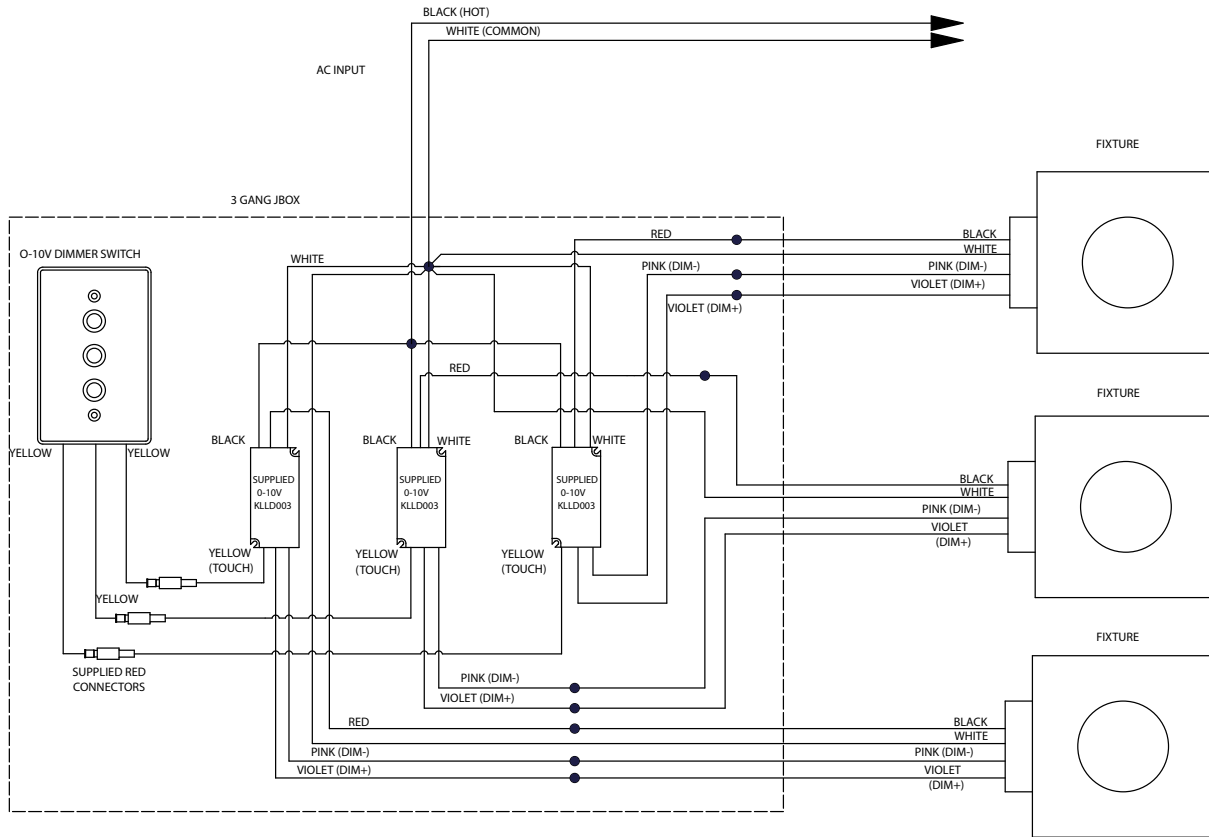 BLACK (HOT)
WHITE (COMMON)
AC INPUT
FIXTURE
3 GANG JBOX
O-10V DIMMER SWITCH
WHITE
RED
BLACK
WHITE
PINK (DIM-)
PINK (DIM-)
VIOLET (DIM+)
VIOLET (DIM+)
RED
FIXTURE
YELLOW
YELLOW
BLACK
BLACK
WHITE
BLACK
WHITE
SUPPLIED
0-10V
KLLD003
SUPPLIED
0-10V
KLLD003
SUPPLIED
0-10V
KLLD003
BLACK
WHITE
PINK (DIM-)
VIOLET
(DIM+)
YELLOW
(TOUCH)
YELLOW
(TOUCH)
YELLOW
(TOUCH)
YELLOW
SUPPLIED RED
CONNECTORS
FIXTURE
PINK (DIM-)
VIOLET (DIM+)
RED
BLACK
WHITE
PINK (DIM-)
PINK (DIM-)
VIOLET (DIM+)
VIOLET
(DIM+)